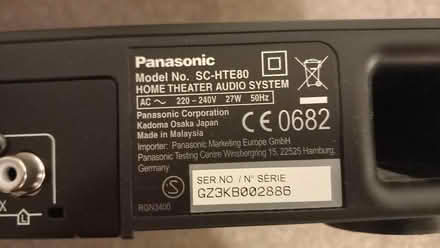 Panasonic
Model No. SC-HTE80
HOME THEATER AUDIO SYSTEM
AC ~ 220 - 240V 27W 50Hz
Panasonic Corporation
Kadoma Osaka Japan
Made in Malaysia
CE 0682
Importer: Panasonic Marketing Europe GmbH
Panasonic Testing Centre Winsbergring 15, 22525 Hamburg,
Germany
S
RQN3400
SER.NO. / N° SÉRIE
GZ3KB002886
X
L